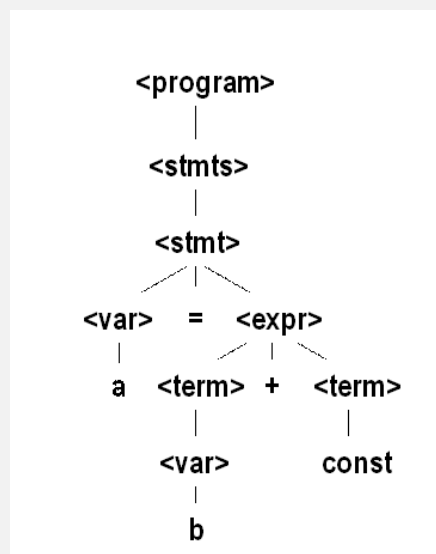 <program>
<stmts>
<stmt>
<var> = <expr>
a <term> + <term>
<var> const
b